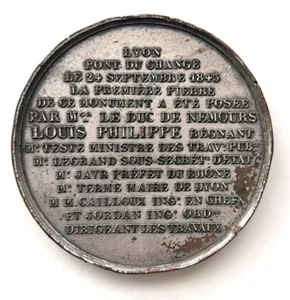 LYON
PONT DU CHANGE
LE 24 SEPTEMBRE 1843
LA PREMIÈRE PIERRE
DE CE MONUMENT A ÉTÉ POSÉE
PAR Mgr LE DUC DE NEMOURS
LOUIS PHILIPPE RÉGNANT
Mr TESTE MINISTRE DES TRAV. PUB.
Mr LEGRAND SOUS-SECRÉT. D'ÉTAT
Mr JAYR PRÉFET DU RHÔNE
Mr TERME MAIRE DE LYON
M M. CAILLOUX ING. EN CHEF
ET JORDAN ING. ORD.
DIRIGEANT LES TRAVAUX